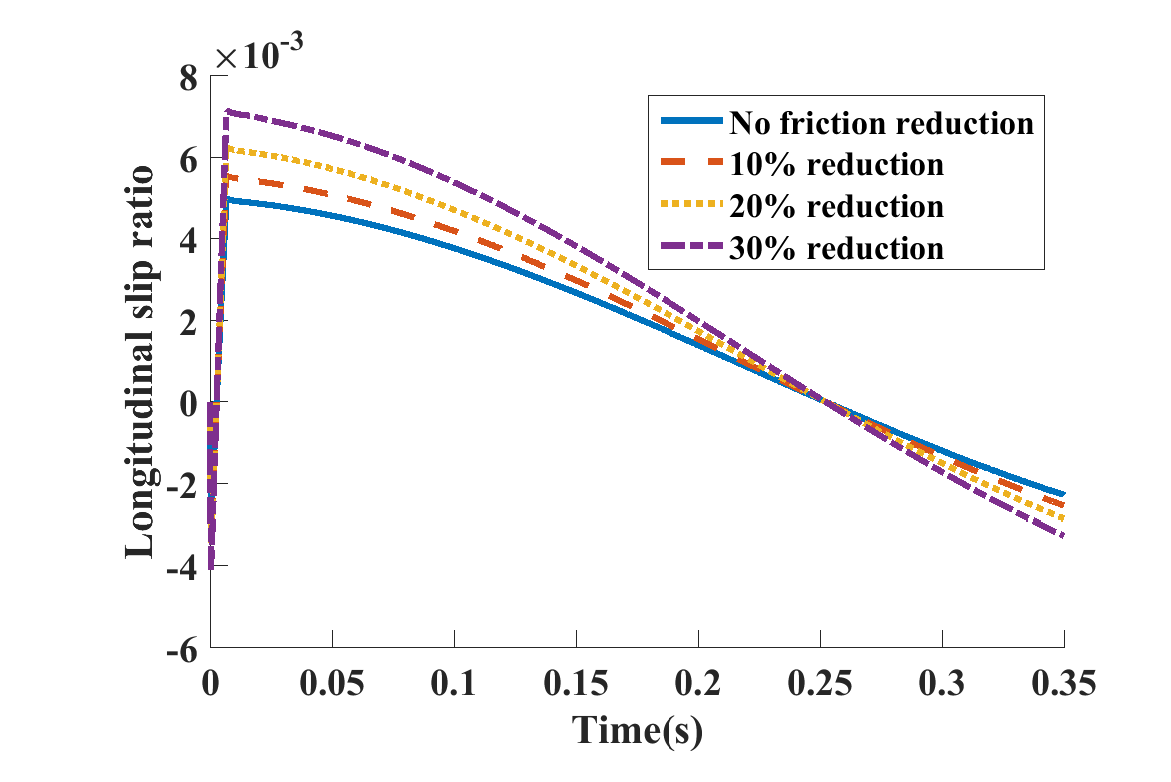 ×10-3
8
6
4
2
0
-2
-4
-6
0 0.05 0.1 0.15 0.2 0.25 0.3 0.35
Time(s)
Longitudinal slip ratio
No friction reduction
10% reduction
20% reduction
30% reduction